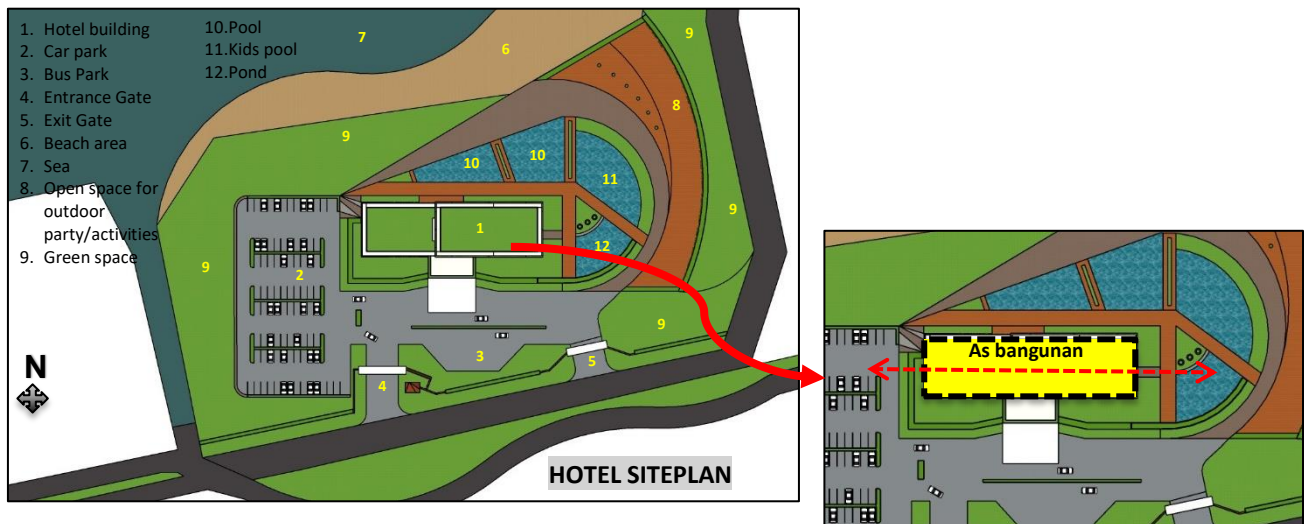 1. Hotel building
2. Car park
3. Bus Park
4. Entrance Gate
5. Exit Gate
6. Beach area
7. Sea
8. Open space for
outdoor
party/activities
9. Green space
10.Pool
11.Kids pool
12.Pond
7
6
9
8
9
10
10
11
9
1
12
9
2
9
3
5
4
N
HOTEL SITEPLAN
As bangunan